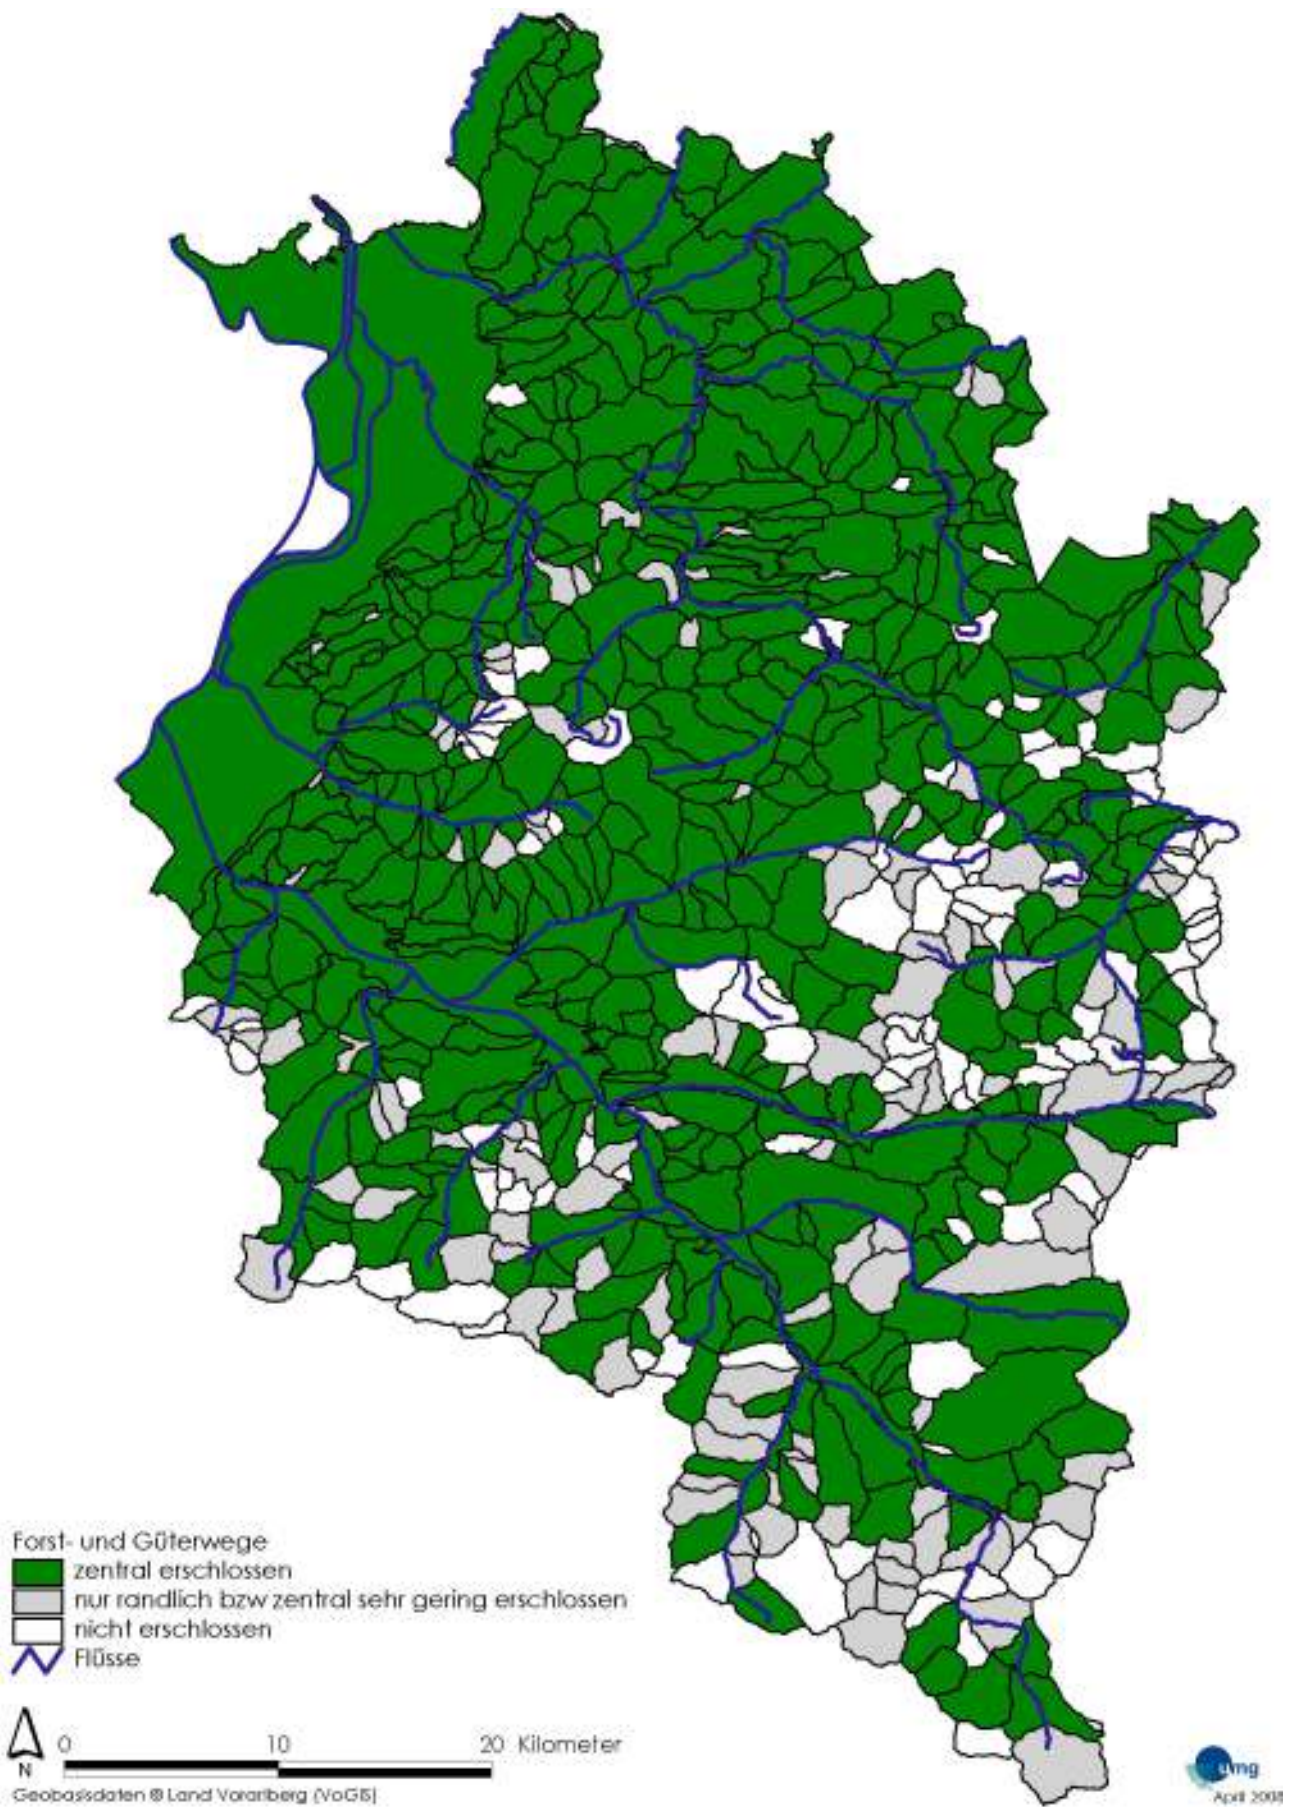 Forst- und Güterwege
zentral erschlossen
nur randlich bzw zentral sehr gering erschlossen
nicht erschlossen
Flüsse
0 10 20 Kilometer
N
Geobasisdaten © Land Vorarlberg (VoGIS)
umg
April 2008